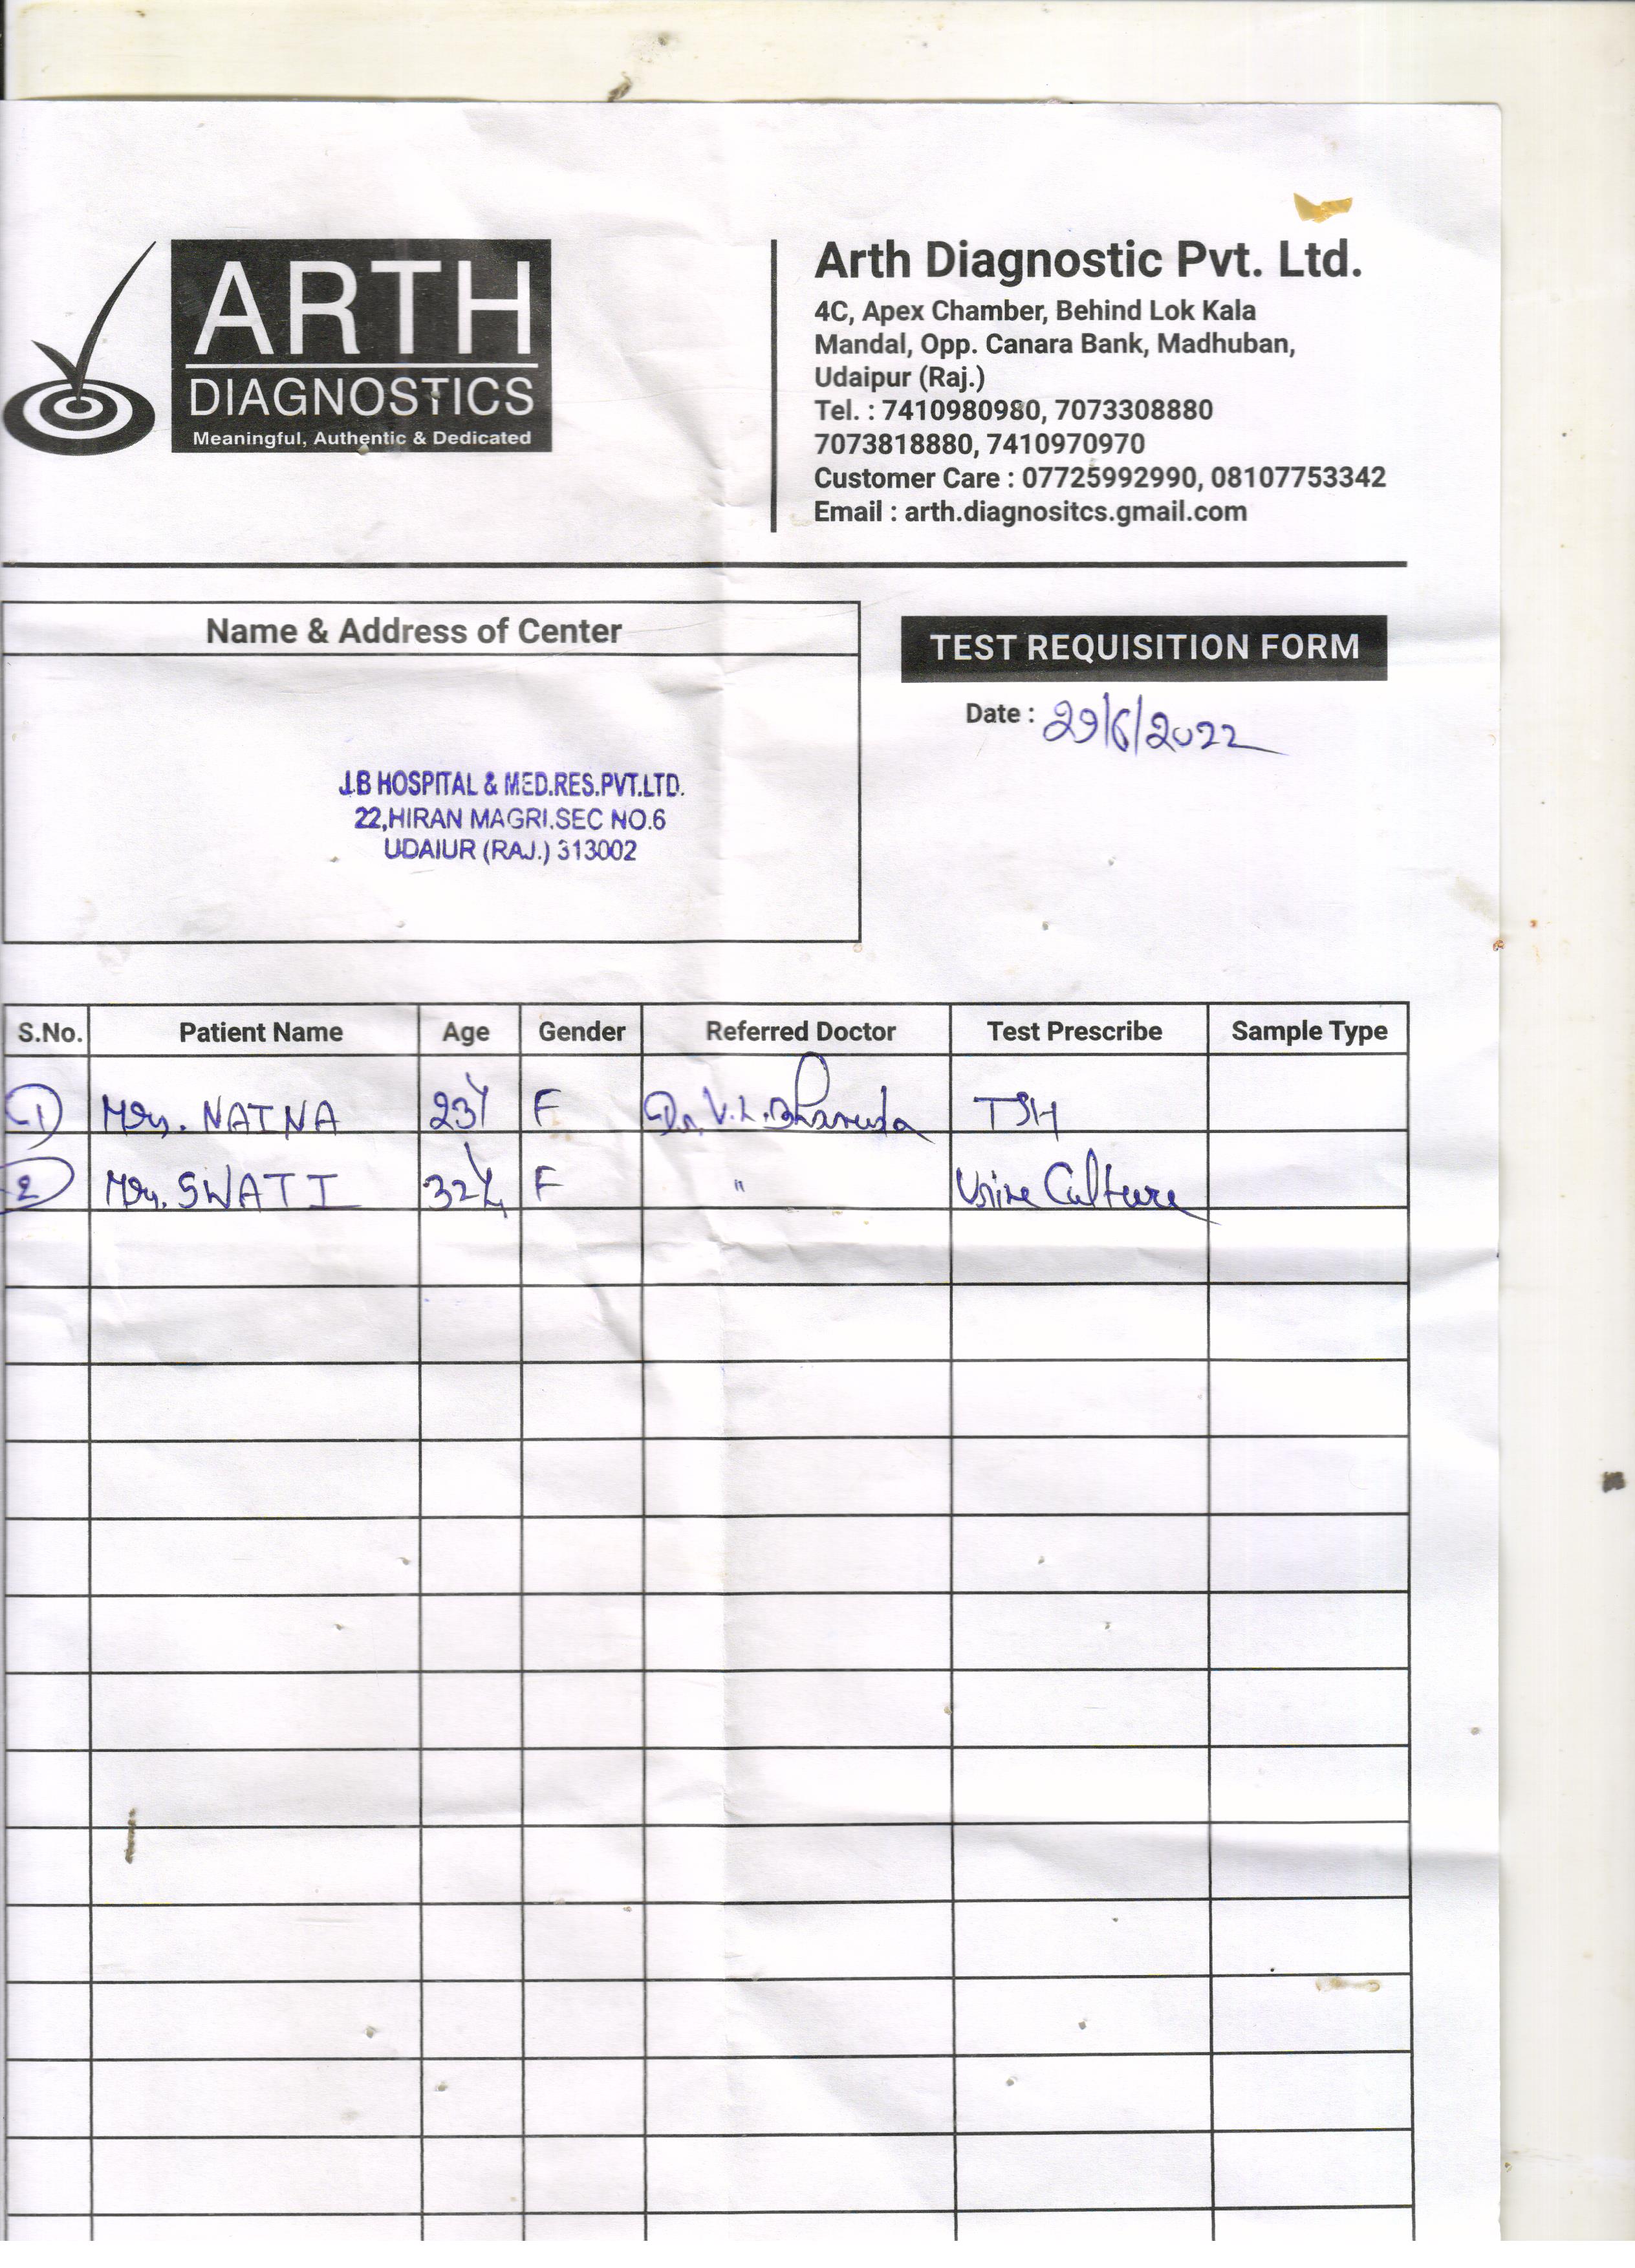 ARTH
DIAGNOSTICS
Meaningful, Authentic & Dedicated
Arth Diagnostic Pvt. Ltd.
4C, Apex Chamber, Behind Lok Kala
Mandal, Opp. Canara Bank, Madhuban,
Udaipur (Raj.)
Tel. : 7410980980, 7073308880
7073818880, 7410970970
Customer Care : 07725992990, 08107753342
Email : arth.diagnositcs.gmail.com
Name & Address of Center
J.B HOSPITAL & MED.RES.PVT.LTD.
22,HIRAN MAGRI.SEC NO.6
UDAIUR (RAJ.) 313002
TEST REQUISITION FORM
Date : 29/6/2022
S.No. Patient Name Age Gender Referred Doctor Test Prescribe Sample Type
1 Mrs. NAINA 23Y F Dr. V.L. TSH
2 Mrs. SWATI 32Y F " Urine Culture